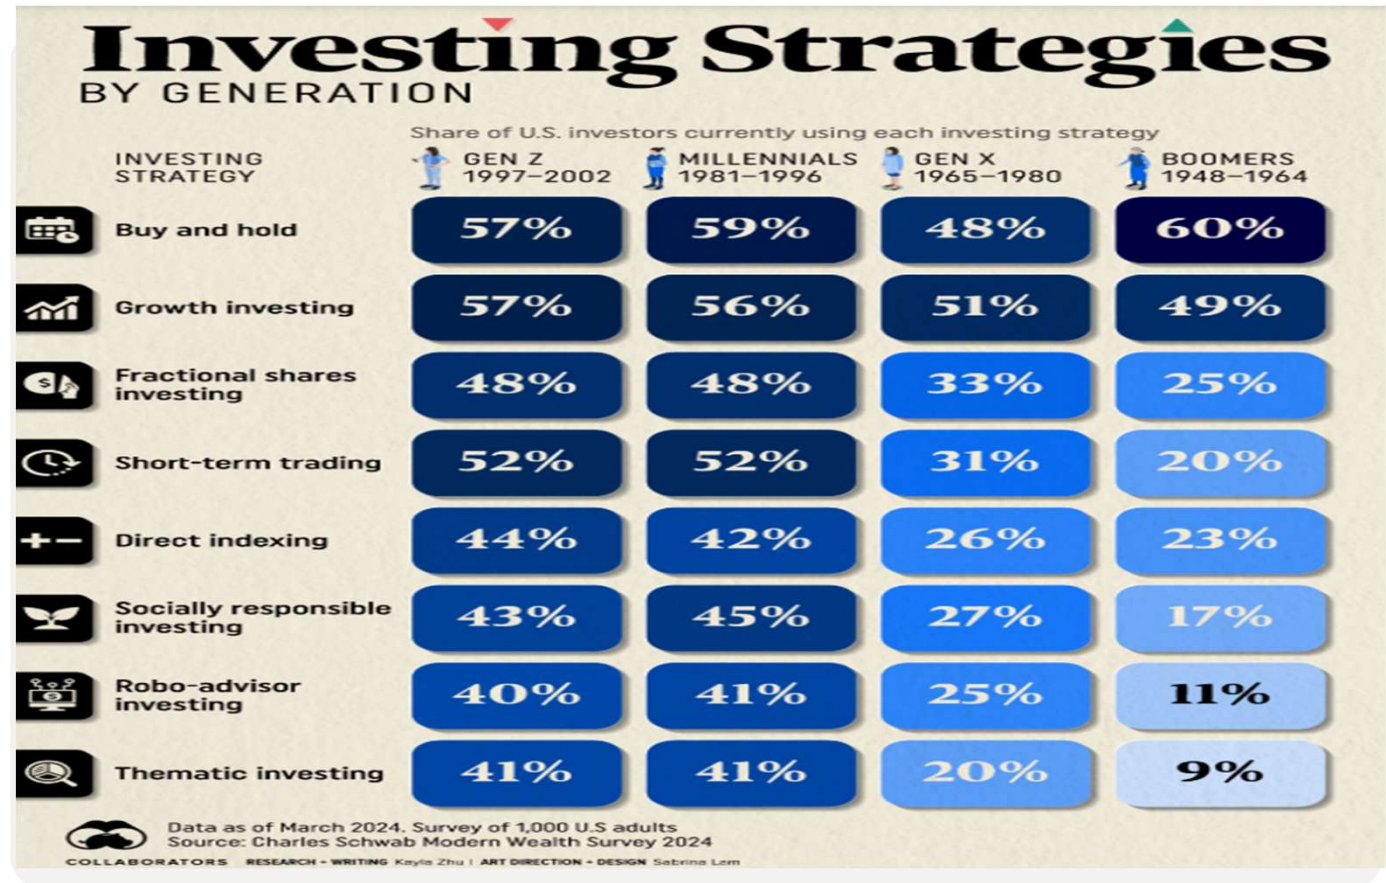 Investing Strategies
BY GENERATION
Share of U.S. investors currently using each investing strategy
INVESTING
STRATEGY
GEN Z
1997–2002
MILLENNIALS
1981–1996
GEN X
1965–1980
BOOMERS
1948–1964
Buy and hold
57% 59% 48% 60%
Growth investing
57% 56% 51% 49%
Fractional shares
investing
48% 48% 33% 25%
Short-term trading
52% 52% 31% 20%
Direct indexing
44% 42% 26% 23%
Socially responsible
investing
43% 45% 27% 17%
Robo-advisor
investing
40% 41% 25% 11%
Thematic investing
41% 41% 20% 9%
Data as of March 2024. Survey of 1,000 U.S adults
Source: Charles Schwab Modern Wealth Survey 2024
COLLABORATORS RESEARCH + WRITING Kayla Zhu | ART DIRECTION + DESIGN Sabrina Lam